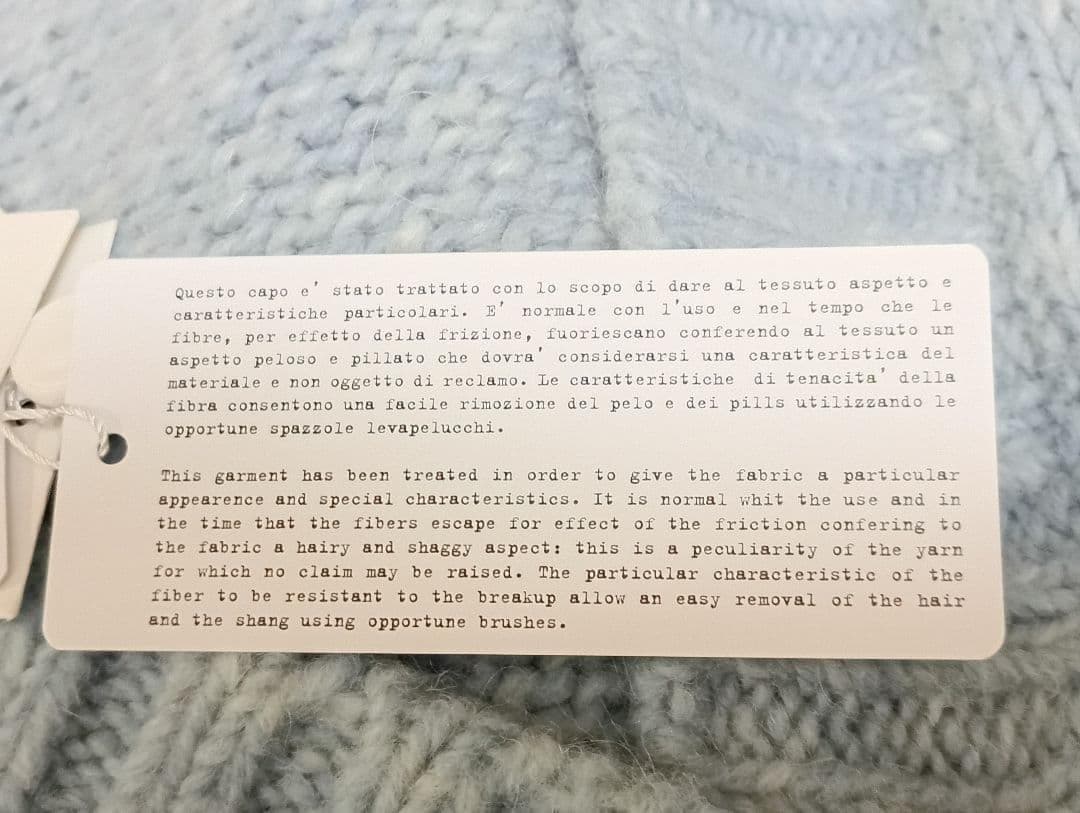 Questo capo e' stato trattato con lo scopo di dare al tessuto aspetto e
caratteristiche particolari. E' normale con l'uso e nel tempo che le
fibre, per effetto della frizione, fuoriescano conferendo al tessuto un
aspetto peloso e pillato che dovra' considerarsi una caratteristica del
materiale e non oggetto di reclamo. Le caratteristiche di tenacita' della
fibra consentono una facile rimozione del pelo e dei pills utilizzando le
opportune spazzole levapelucchi.
This garment has been treated in order to give the fabric a particular
appearence and special characteristics. It is normal whit the use and in
the time that the fibers escape for effect of the friction confering to
the fabric a hairy and shaggy aspect: this is a peculiarity of the yarn
for which no claim may be raised. The particular characteristic of the
fiber to be resistant to the breakup allow an easy removal of the hair
and the shang using opportune brushes.